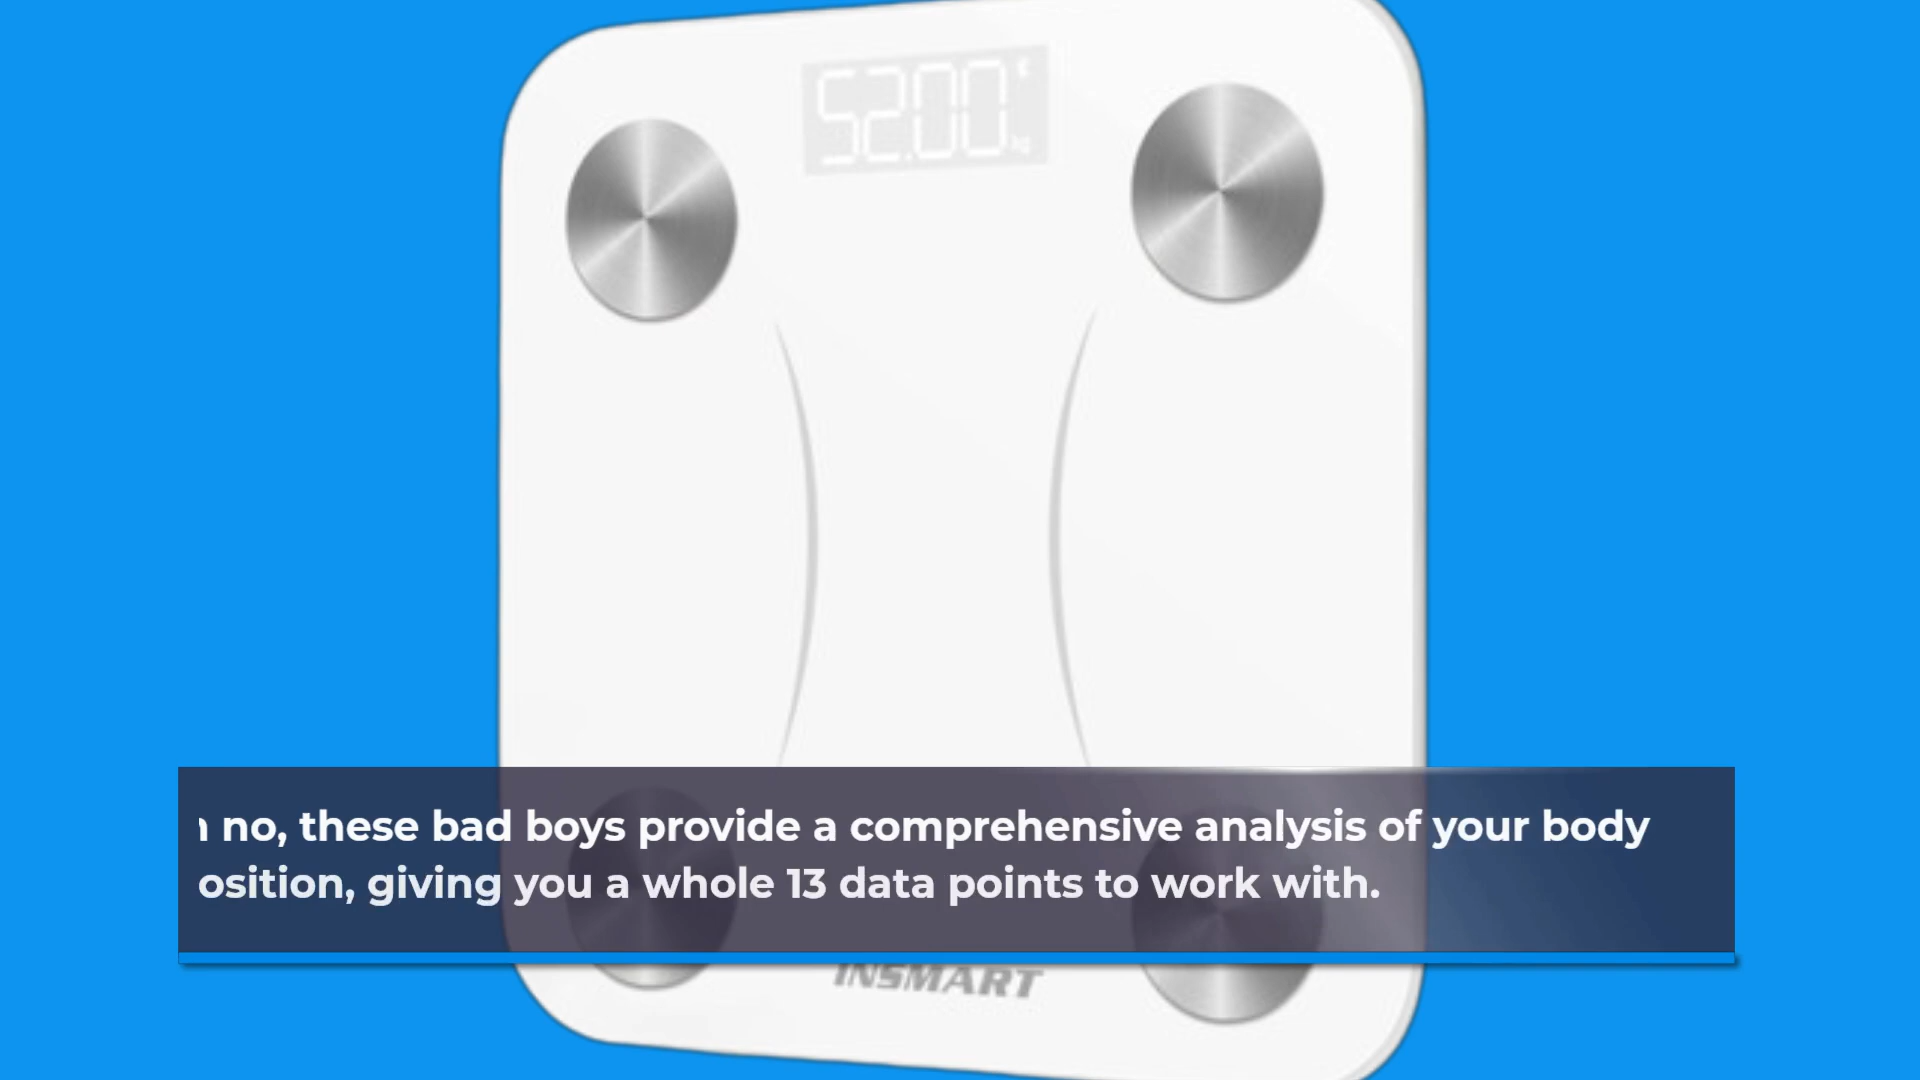 52.00
kg
no, these bad boys provide a comprehensive analysis of your body
osition, giving you a whole 13 data points to work with.
INSMART